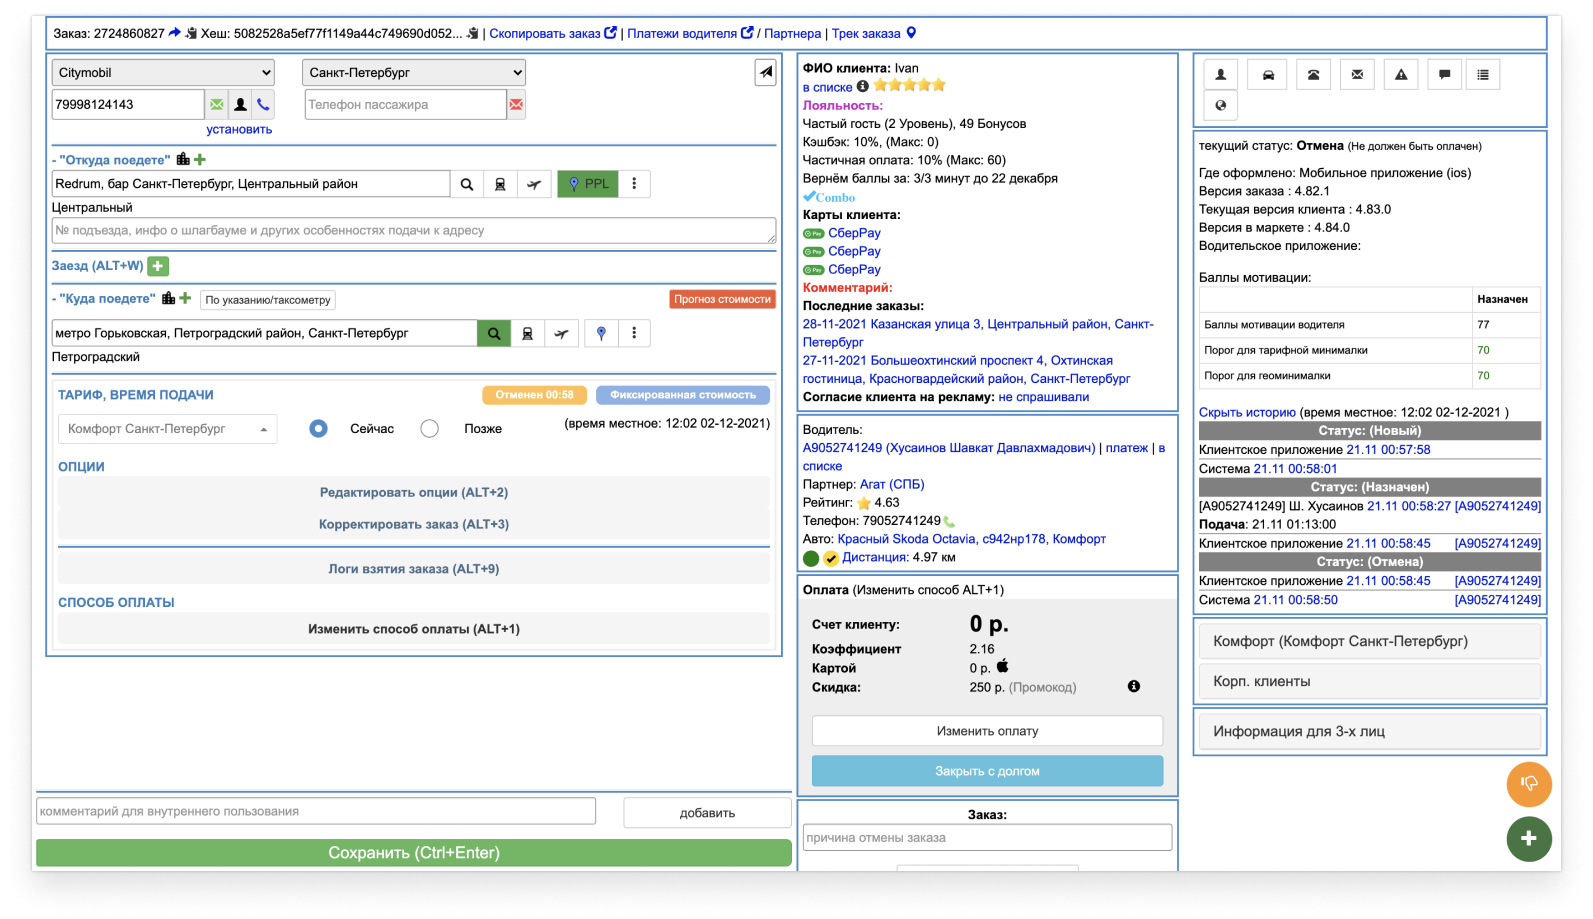 Заказ: 2724860827 Хеш: 5082528a5ef77f1149a44c749690d052... | Скопировать заказ | Платежи водителя / Партнера | Трек заказа
Citymobil
Санкт-Петербург
79998124143
Телефон пассажира
установить
- "Откуда поедете"
Redrum, бар Санкт-Петербург, Центральный район
PPL
Центральный
№ подъезда, инфо о шлагбауме и других особенностях подачи к адресу
Заезд (ALT+W)
- "Куда поедете"
По указанию/таксометру
Прогноз стоимости
метро Горьковская, Петроградский район, Санкт-Петербург
Петроградский
ТАРИФ, ВРЕМЯ ПОДАЧИ
Отменен 00:58
Фиксированная стоимость
Комфорт Санкт-Петербург
Сейчас
Позже
(время местное: 12:02 02-12-2021)
ОПЦИИ
Редактировать опции (ALT+2)
Корректировать заказ (ALT+3)
Логи взятия заказа (ALT+9)
СПОСОБ ОПЛАТЫ
Изменить способ оплаты (ALT+1)
комментарий для внутреннего пользования
добавить
Сохранить (Ctrl+Enter)
ФИО клиента: Ivan
в списке
Лояльность:
Частый гость (2 Уровень), 49 Бонусов
Кэшбэк: 10%, (Макс: 0)
Частичная оплата: 10% (Макс: 60)
Вернём баллы за: 3/3 минут до 22 декабря
Combo
Карты клиента:
Pay СберPay
Pay СберPay
Pay СберPay
Комментарий:
Последние заказы:
28-11-2021 Казанская улица 3, Центральный район, Санкт-
Петербург
27-11-2021 Большеохтинский проспект 4, Охтинская
гостиница, Красногвардейский район, Санкт-Петербург
Согласие клиента на рекламу: не спрашивали
Водитель:
A9052741249 (Хусаинов Шавкат Давлахмадович) | платеж | в
списке
Партнер: Агат (СПБ)
Рейтинг: 4.63
Телефон: 79052741249
Авто: Красный Skoda Octavia, с942нр178, Комфорт
Дистанция: 4.97 км
Оплата (Изменить способ ALT+1)
Счет клиенту: 0 р.
Коэффициент 2.16
Картой 0 р.
Скидка: 250 р. (Промокод)
Изменить оплату
Закрыть с долгом
Заказ:
причина отмены заказа
текущий статус: Отмена (Не должен быть оплачен)
Где оформлено: Мобильное приложение (ios)
Версия заказа : 4.82.1
Текущая версия клиента : 4.83.0
Версия в маркете : 4.84.0
Водительское приложение:
Баллы мотивации:
Назначен
Баллы мотивации водителя 77
Порог для тарифной минималки 70
Порог для геоминималки 70
Скрыть историю (время местное: 12:02 02-12-2021 )
Статус: (Новый)
Клиентское приложение 21.11 00:57:58
Система 21.11 00:58:01
Статус: (Назначен)
[A9052741249] Ш. Хусаинов 21.11 00:58:27 [A9052741249]
Подача: 21.11 01:13:00
Клиентское приложение 21.11 00:58:45 [A9052741249]
Статус: (Отмена)
Клиентское приложение 21.11 00:58:45 [A9052741249]
Система 21.11 00:58:50 [A9052741249]
Комфорт (Комфорт Санкт-Петербург)
Корп. клиенты
Информация для 3-х лиц